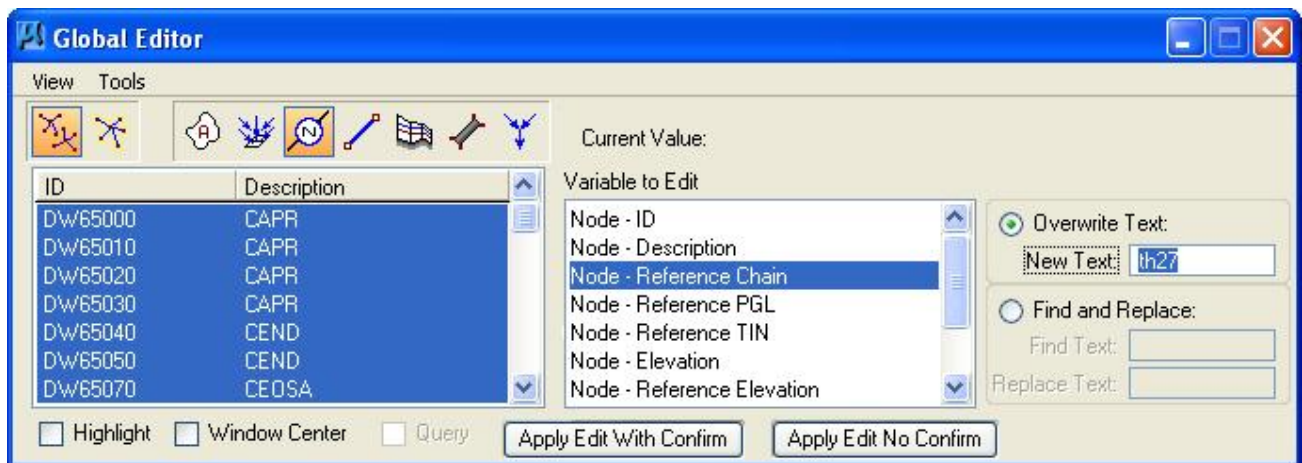 Global Editor
View Tools
A
N
Current Value:
ID Description
DW65000 CAPR
DW65010 CAPR
DW65020 CAPR
DW65030 CAPR
DW65040 CEND
DW65050 CEND
DW65070 CEOSA
Variable to Edit
Node - ID
Node - Description
Node - Reference Chain
Node - Reference PGL
Node - Reference TIN
Node - Elevation
Node - Reference Elevation
Overwrite Text:
New Text: th27
Find and Replace:
Find Text:
Replace Text:
Highlight Window Center Query Apply Edit With Confirm Apply Edit No Confirm